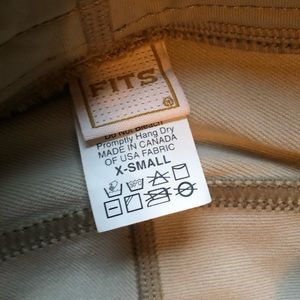 FITS
Do Not Bleach
Promptly Hang Dry
MADE IN CANADA
OF USA FABRIC
X-SMALL